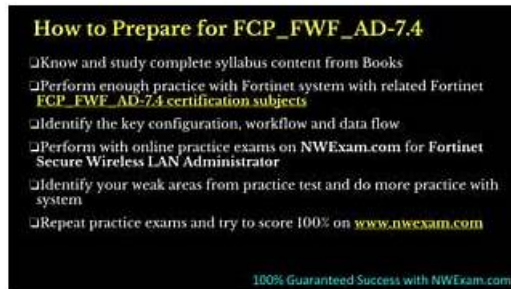 How to Prepare for FCP_FWF_AD-7.4
❑Know and study complete syllabus content from Books
❑Perform enough practice with Fortinet system with related Fortinet
FCP_FWF_AD-7.4 certification subjects
❑Identify the key configuration, workflow and data flow
❑Perform with online practice exams on NWExam.com for Fortinet
Secure Wireless LAN Administrator
❑Identify your weak areas from practice test and do more practice with
system
❑Repeat practice exams and try to score 100% on www.nwexam.com
100% Guaranteed Success with NWExam.com